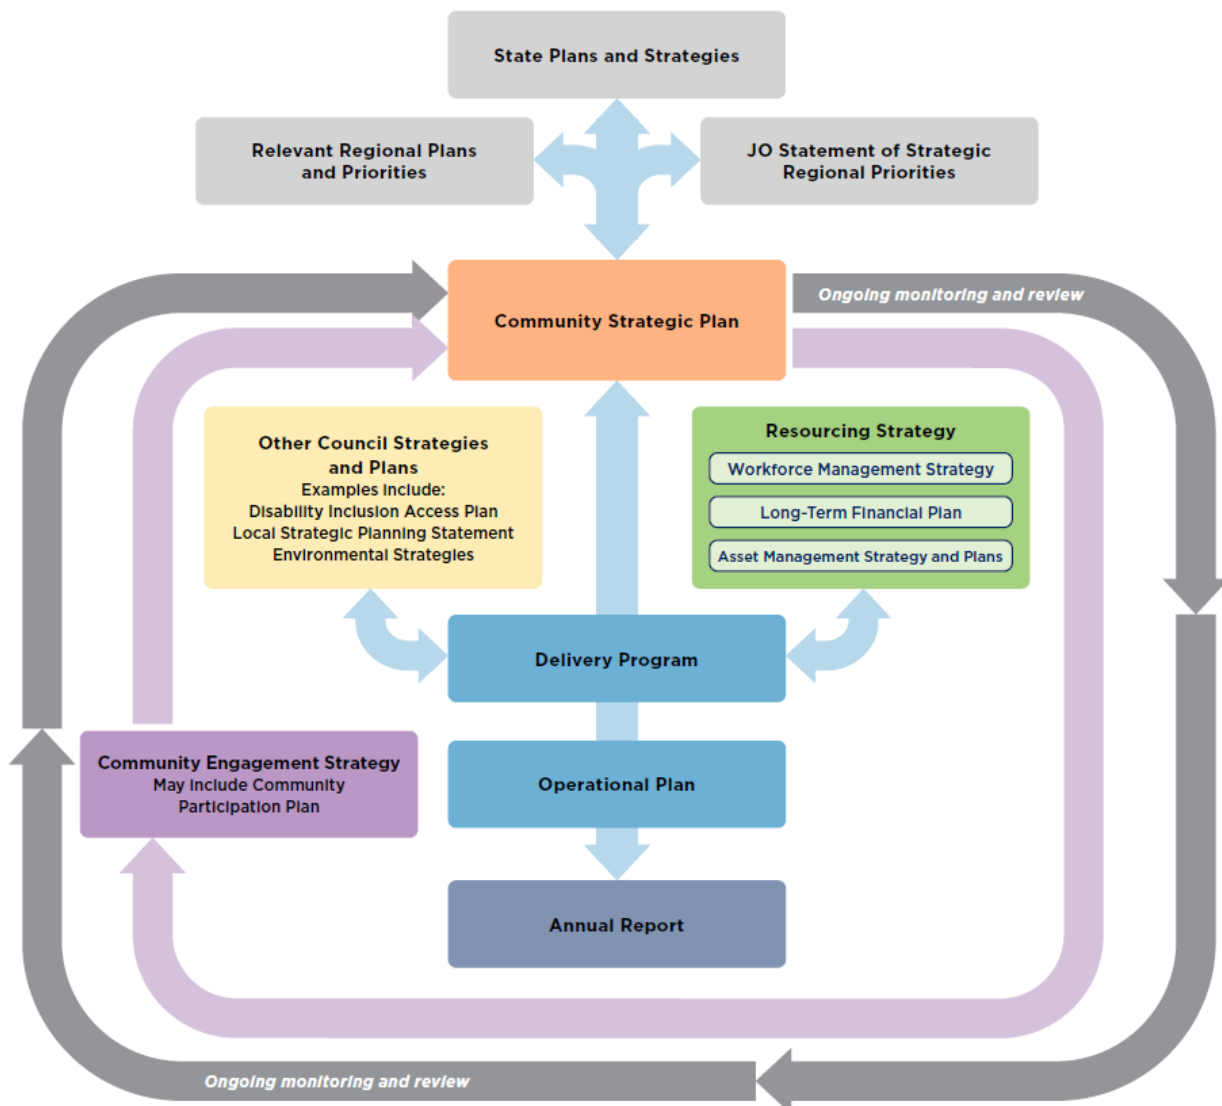 State Plans and Strategies
Relevant Regional Plans
and Priorities
JO Statement of Strategic
Regional Priorities
Ongoing monitoring and review
Community Strategic Plan
Other Council Strategies
and Plans
Examples Include:
Disability Inclusion Access Plan
Local Strategic Planning Statement
Environmental Strategies
Resourcing Strategy
Workforce Management Strategy
Long-Term Financial Plan
Asset Management Strategy and Plans
Delivery Program
Community Engagement Strategy
May Include Community
Participation Plan
Operational Plan
Annual Report
Ongoing monitoring and review